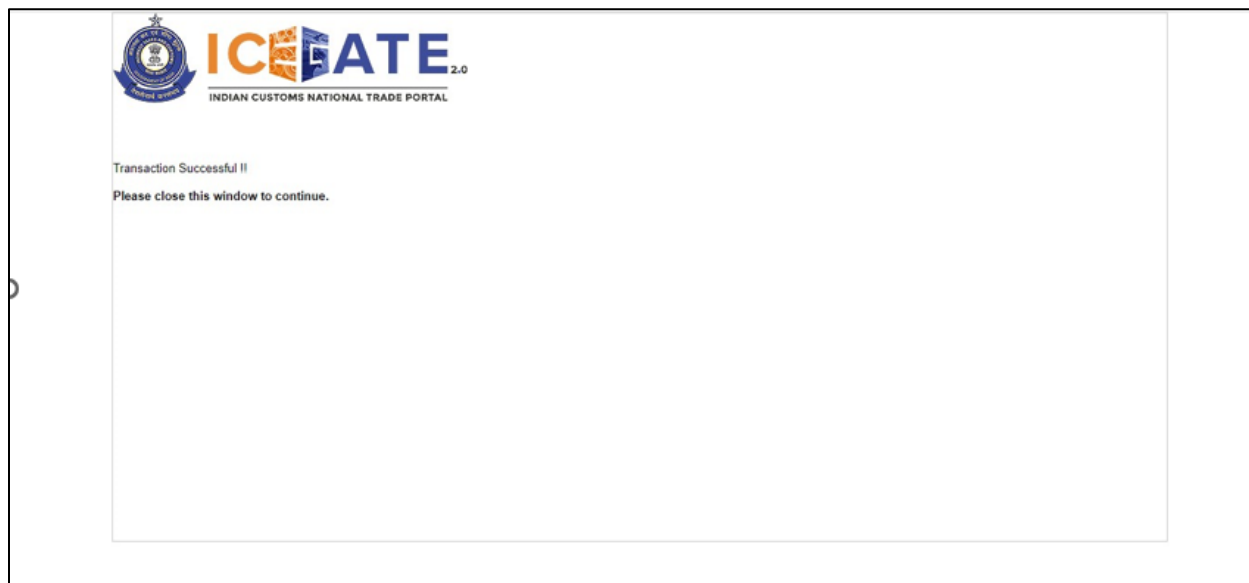 ICEGATE 2.0
INDIAN CUSTOMS NATIONAL TRADE PORTAL
Transaction Successful !!
Please close this window to continue.